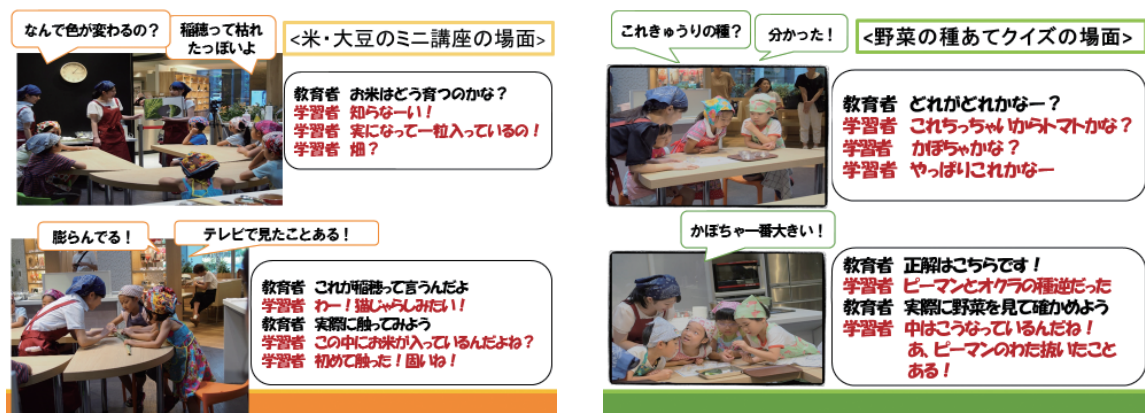 なんで色が変わるの？
稲穂って枯れ
たっぽいよ
<米・大豆のミニ講座の場面>
教育者 お米はどう育つのかな？
学習者 知らなーい！
学習者 実になって一粒入っているの！
学習者 畑？
膨らんでる！
テレビで見たことある！
教育者 これが稲穂って言うんだよ
学習者 わー！猫じゃらしみたい！
教育者 実際に触ってみよう
学習者 この中にお米が入っているんだよね？
学習者 初めて触った！固いね！
これきゅうりの種？
分かった！
<野菜の種あてクイズの場面>
教育者 どれがどれかなー？
学習者 これちっちゃいからトマトかな？
学習者 かぼちゃかな？
学習者 やっぱりこれかなー
かぼちゃ一番大きい！
教育者 正解はこちらです！
学習者 ピーマンとオクラの種逆だった
教育者 実際に野菜を見て確かめよう
学習者 中はこうなっているんだね！
あ、ピーマンのわた抜いたこと
ある！